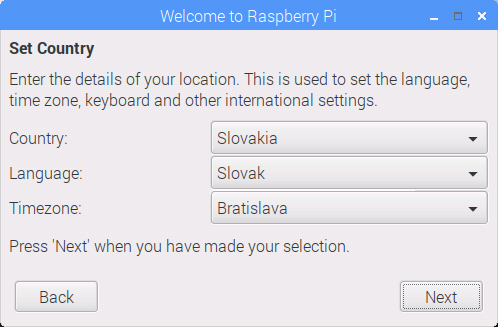 Welcome to Raspberry Pi
Set Country
Enter the details of your location. This is used to set the language,
time zone, keyboard and other international settings.
Country: Slovakia
Language: Slovak
Timezone: Bratislava
Press 'Next' when you have made your selection.
Back Next